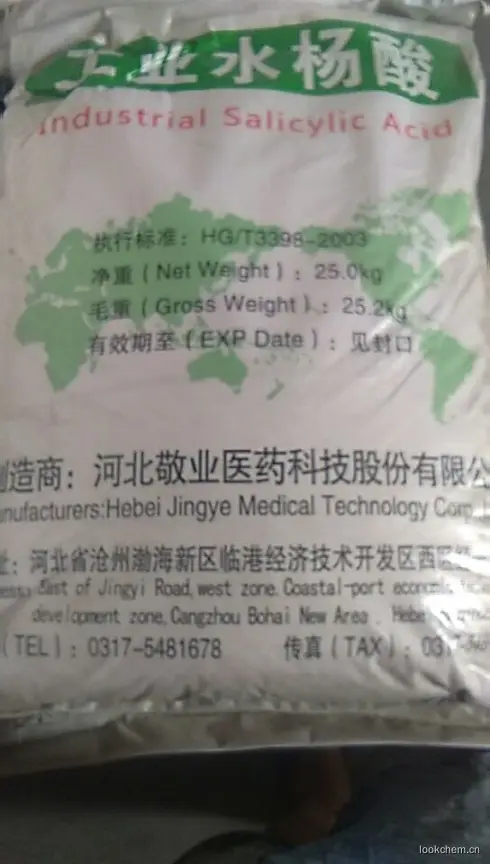 工业水杨酸
Industrial Salicylic Acid
执行标准：HG/T3398-2003
净重(Net Weight)：25.0kg
毛重(Gross Weight)：25.2kg
有效期至(EXP Date)：见封口
造商：河北敬业医药科技股份有限公
anufacturers:Hebei Jingye Medical Technology Corp
址：河北省沧州渤海新区临港经济技术开发区西区
East of Jingyi Road,west zone. Coastal-port
development zone,Cangzhou Bohai New Area
(TEL)：0317-5481678 传真(TAX)：
lookchem.cn